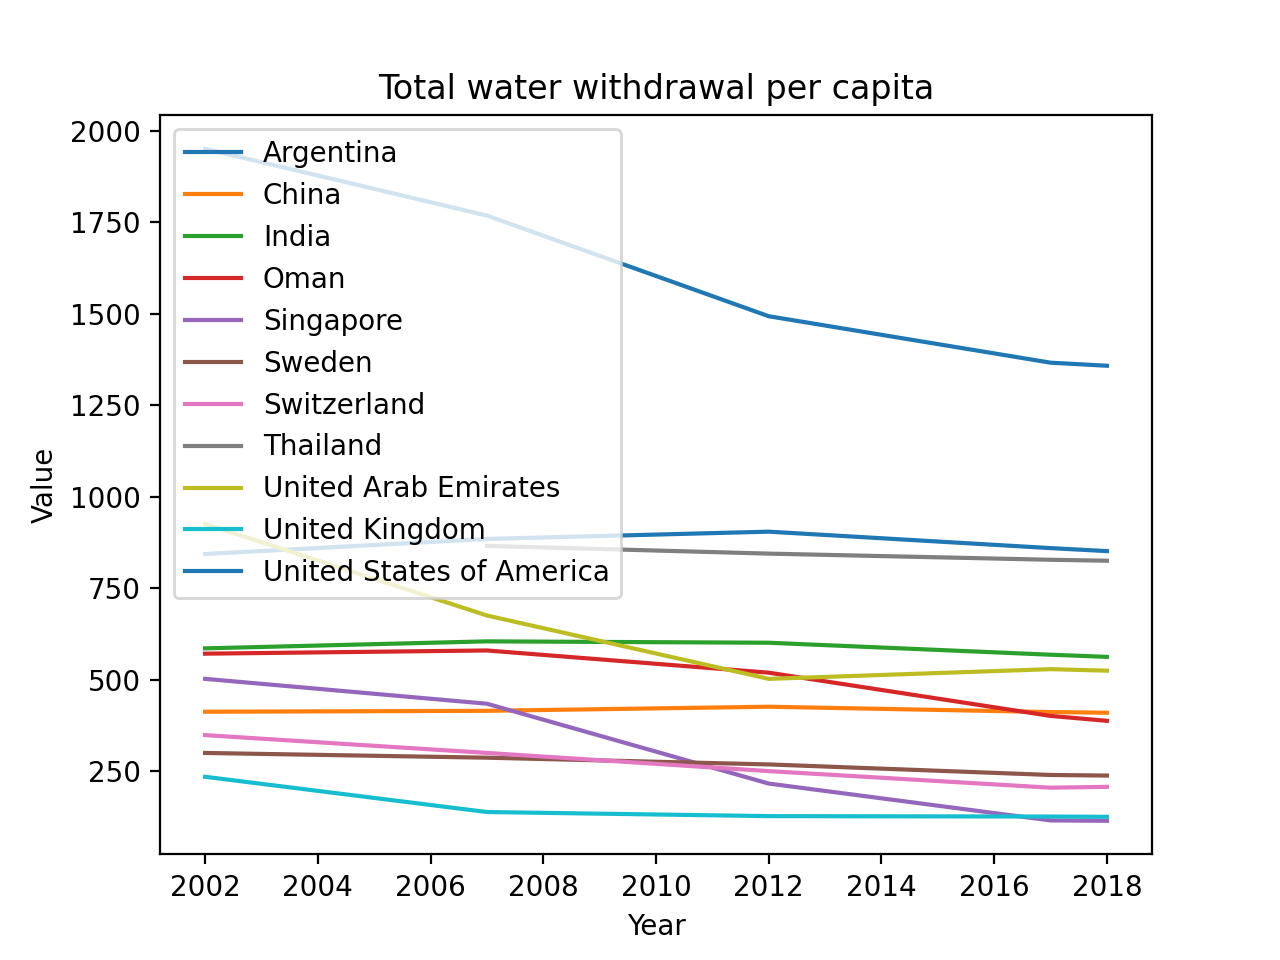 Total water withdrawal per capita
2000
1750
1500
1250
1000
750
500
250
Value
Argentina
China
India
Oman
Singapore
Sweden
Switzerland
Thailand
United Arab Emirates
United Kingdom
United States of America
2002 2004 2006 2008 2010 2012 2014 2016 2018
Year